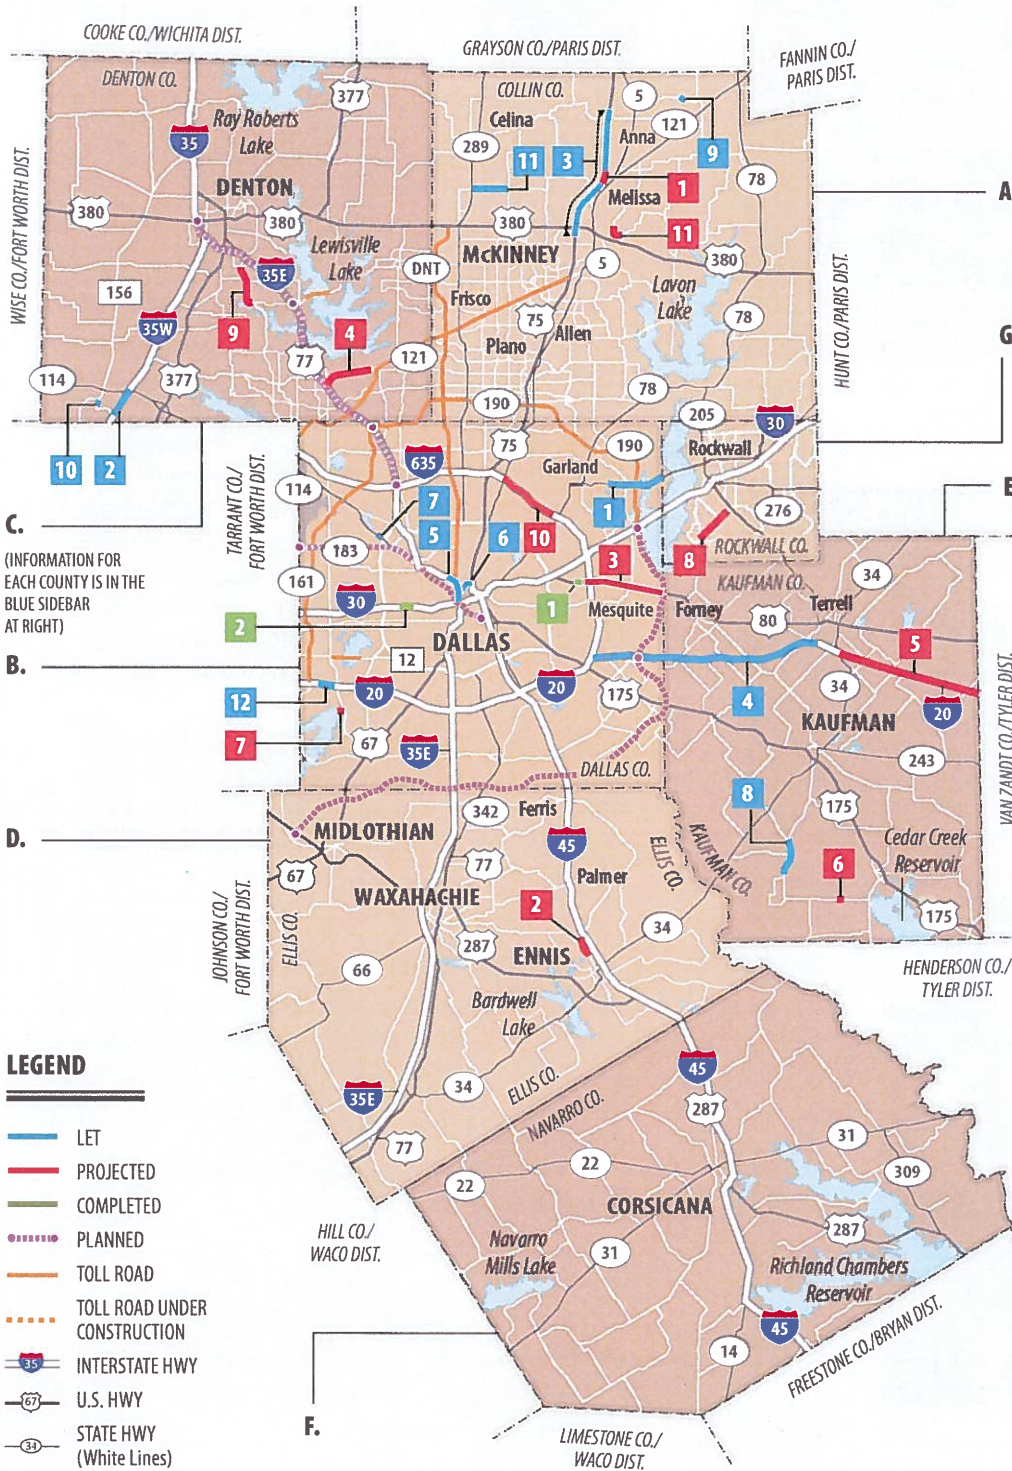 COOKE CO./WICHITA DIST.
GRAYSON CO./PARIS DIST.
FANNIN CO./
PARIS DIST.
DENTON CO.
377
COLLIN CO.
5
Ray Roberts
Lake
Celina
Anna
121
35
289
11
3
9
DENTON
1
78
Melissa
WISE CO./FORT WORTH DIST.
380
380
380
11
A.
Lewisville
Lake
McKINNEY
DNT
5
380
HUNT CO./PARIS DIST.
35E
156
Frisco
Lavon
Lake
35W
9
4
75
Allen
78
G.
77
Plano
121
114
377
78
190
205
30
10
2
75
190
Rockwall
635
Garland
C.
TARRANT CO./
FORT WORTH DIST.
114
7
E.
276
5
6
10
1
(INFORMATION FOR
EACH COUNTY IS IN THE
BLUE SIDEBAR
AT RIGHT)
183
3
8
ROCKWALL CO.
KAUFMAN CO.
34
161
30
1
Mesquite
Forney
Terrell
80
2
DALLAS
5
B.
12
12
20
20
175
4
34
20
KAUFMAN
VAN ZANDT CO./TYLER DIST.
7
67
35E
243
DALLAS CO.
8
175
342
Ferris
D.
MIDLOTHIAN
45
ELLIS CO.
KAUFMAN CO.
Cedar Creek
Reservoir
77
67
Palmer
6
WAXAHACHIE
2
175
JOHNSON CO./
FORT WORTH DIST.
ELLIS CO.
287
34
ENNIS
66
HENDERSON CO./
TYLER DIST.
Bardwell
Lake
LEGEND
45
34
ELLIS CO.
35E
NAVARRO CO.
287
LET
77
31
PROJECTED
22
22
309
COMPLETED
CORSICANA
PLANNED
HILL CO./
WACO DIST.
287
Navarro
Mills Lake
31
TOLL ROAD
Richland Chambers
Reservoir
TOLL ROAD UNDER
CONSTRUCTION
45
14
35
INTERSTATE HWY
FREESTONE CO./BRYAN DIST.
67
U.S. HWY
F.
34
STATE HWY
(White Lines)
LIMESTONE CO./
WACO DIST.